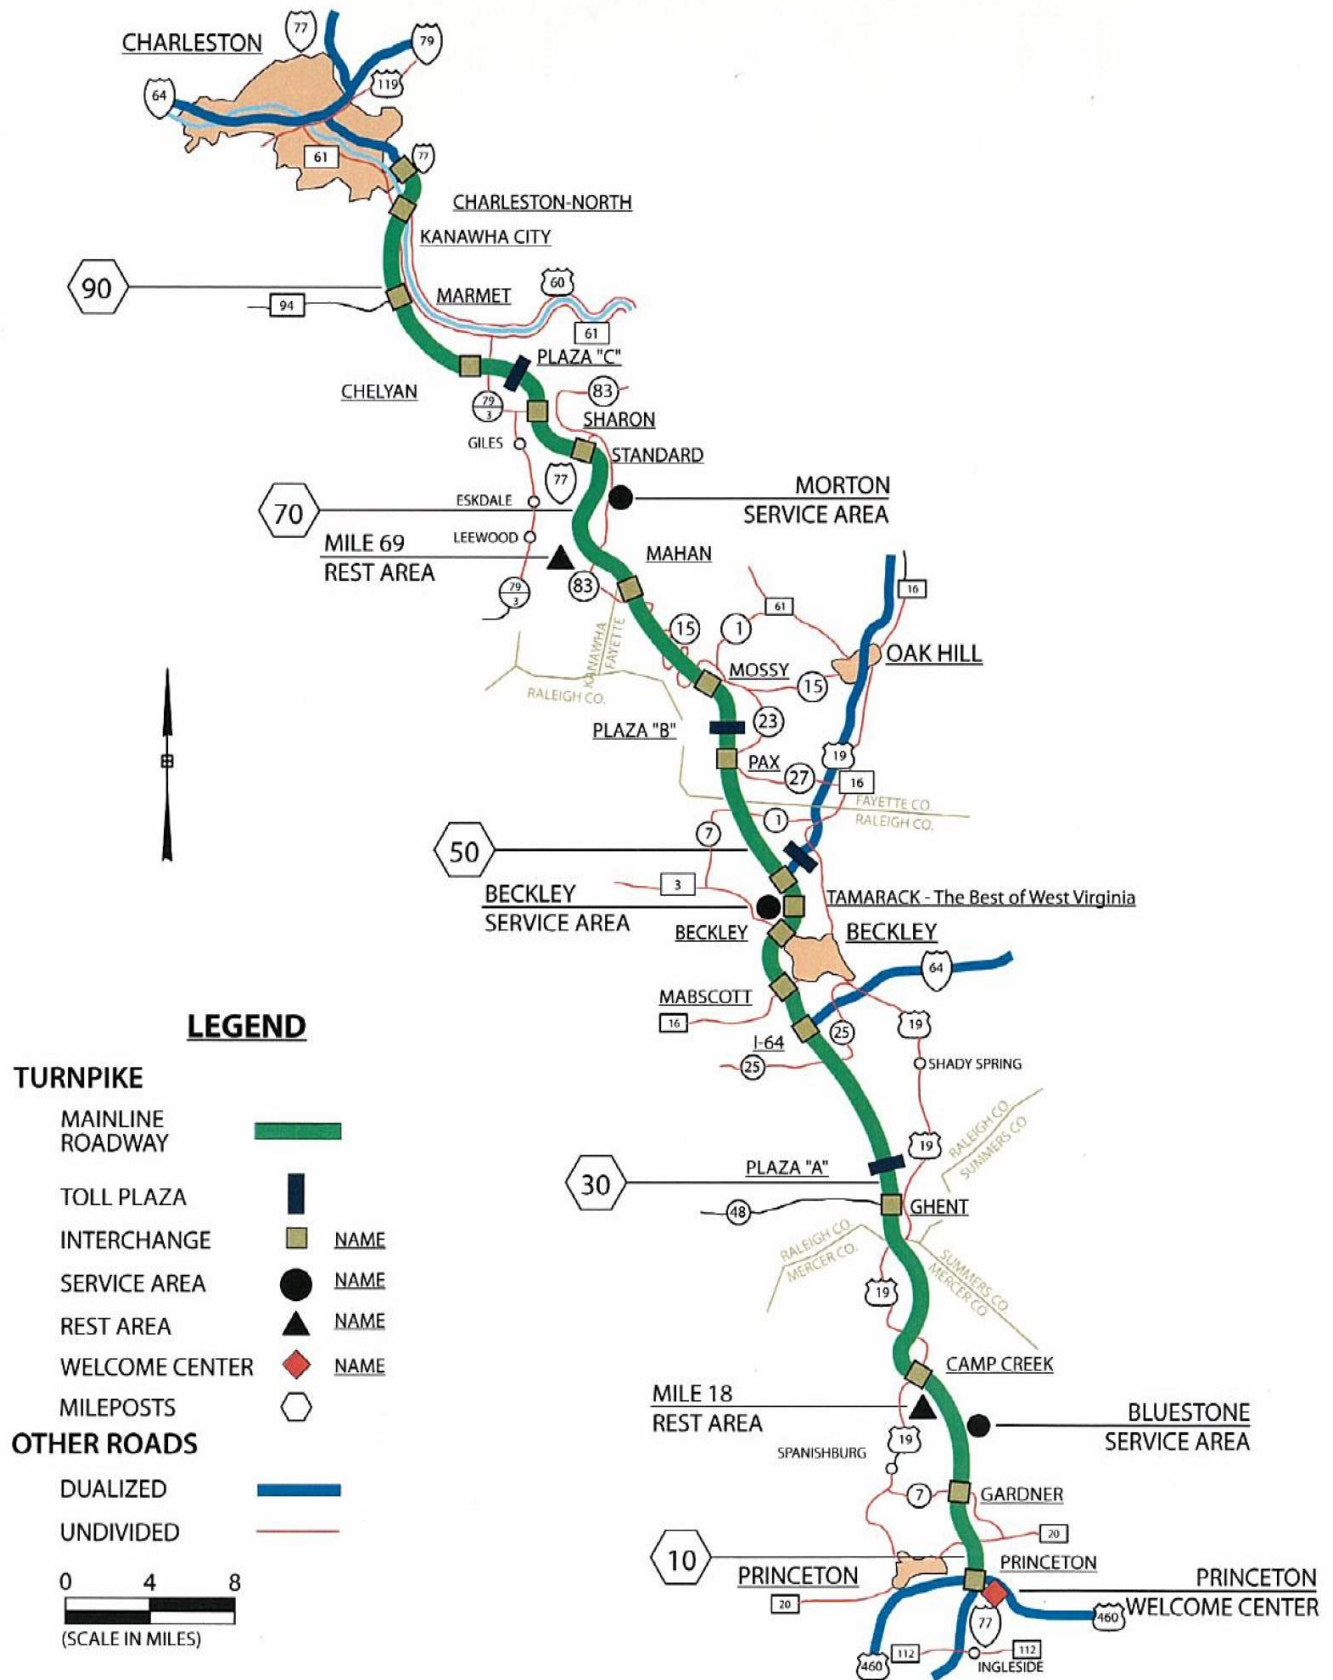 77
CHARLESTON
79
119
64
61
77
CHARLESTON-NORTH
KANAWHA CITY
90
94
MARMET
60
61
PLAZA "C"
CHELYAN
79
3
83
SHARON
GILES
STANDARD
77
MORTON
SERVICE AREA
ESKDALE
70
LEEWOOD
MILE 69
REST AREA
MAHAN
79
3
83
16
61
15
1
KANAWHA
FAYETTE
OAK HILL
MOSSY
15
RALEIGH CO.
23
PLAZA "B"
19
PAX
27
16
FAYETTE CO.
RALEIGH CO.
1
7
50
3
BECKLEY
SERVICE AREA
TAMARACK - The Best of West Virginia
BECKLEY
BECKLEY
64
MABSCOTT
16
19
25
I-64
25
SHADY SPRING
RALEIGH CO.
SUMMERS CO
19
PLAZA "A"
30
48
GHENT
RALEIGH CO.
MERCER CO.
SUMMERS CO
MERCER CO
19
CAMP CREEK
MILE 18
REST AREA
BLUESTONE
SERVICE AREA
19
SPANISHBURG
7
GARDNER
20
10
PRINCETON
PRINCETON
20
PRINCETON
WELCOME CENTER
460
77
112
112
460
INGLESIDE
LEGEND
TURNPIKE
MAINLINE
ROADWAY
TOLL PLAZA
INTERCHANGE NAME
SERVICE AREA NAME
REST AREA NAME
WELCOME CENTER NAME
MILEPOSTS
OTHER ROADS
DUALIZED
UNDIVIDED
0 4 8
(SCALE IN MILES)